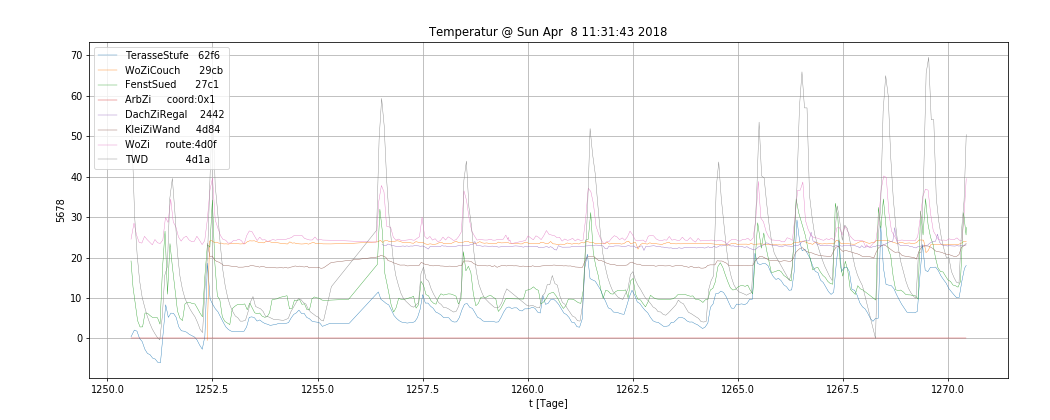 Temperatur @ Sun Apr  8 11:31:43 2018
70
60
50
40
30
20
10
0
5678
TerasseStufe   62f6
WoZiCouch      29cb
FenstSued      27c1
ArbZi     coord:0x1
DachZiRegal    2442
KleiZiWand     4d84
WoZi     route:4d0f
TWD            4d1a
1250.0 1252.5 1255.0 1257.5 1260.0 1262.5 1265.0 1267.5 1270.0
t [Tage]